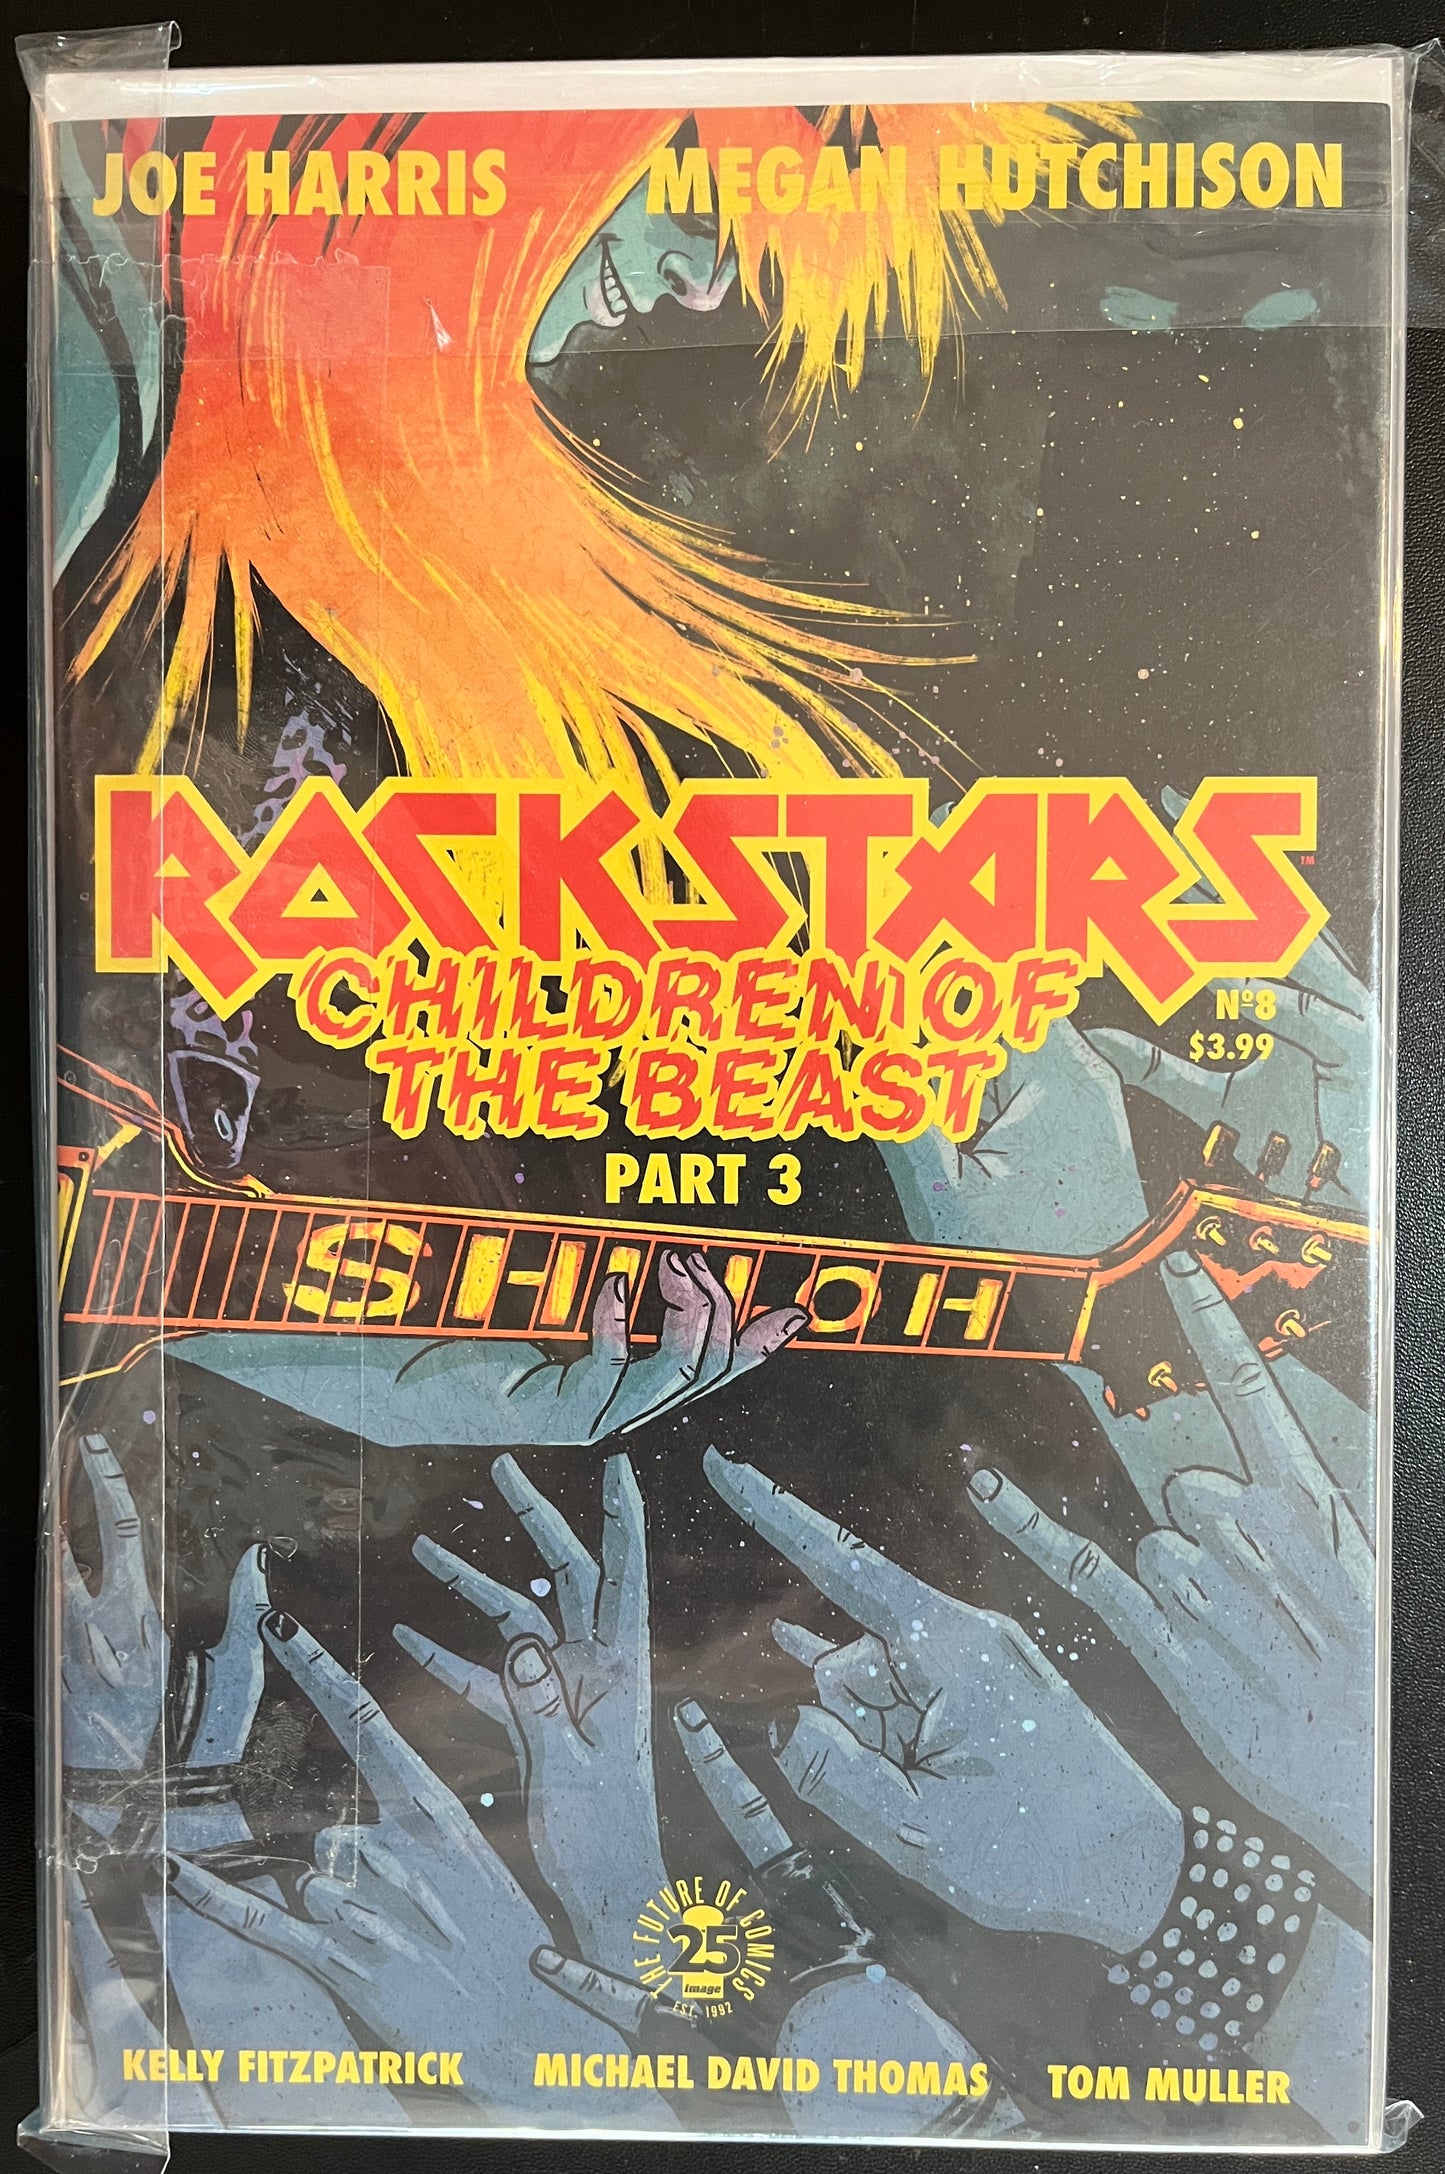 JOE HARRIS
MEGAN HUTCHISON
ROCKSTARS
TM
CHILDREN OF
THE BEAST
Nº8
$3.99
PART 3
SHILOH
THE FUTURE OF COMICS
25
image
EST. 1992
KELLY FITZPATRICK
MICHAEL DAVID THOMAS
TOM MULLER